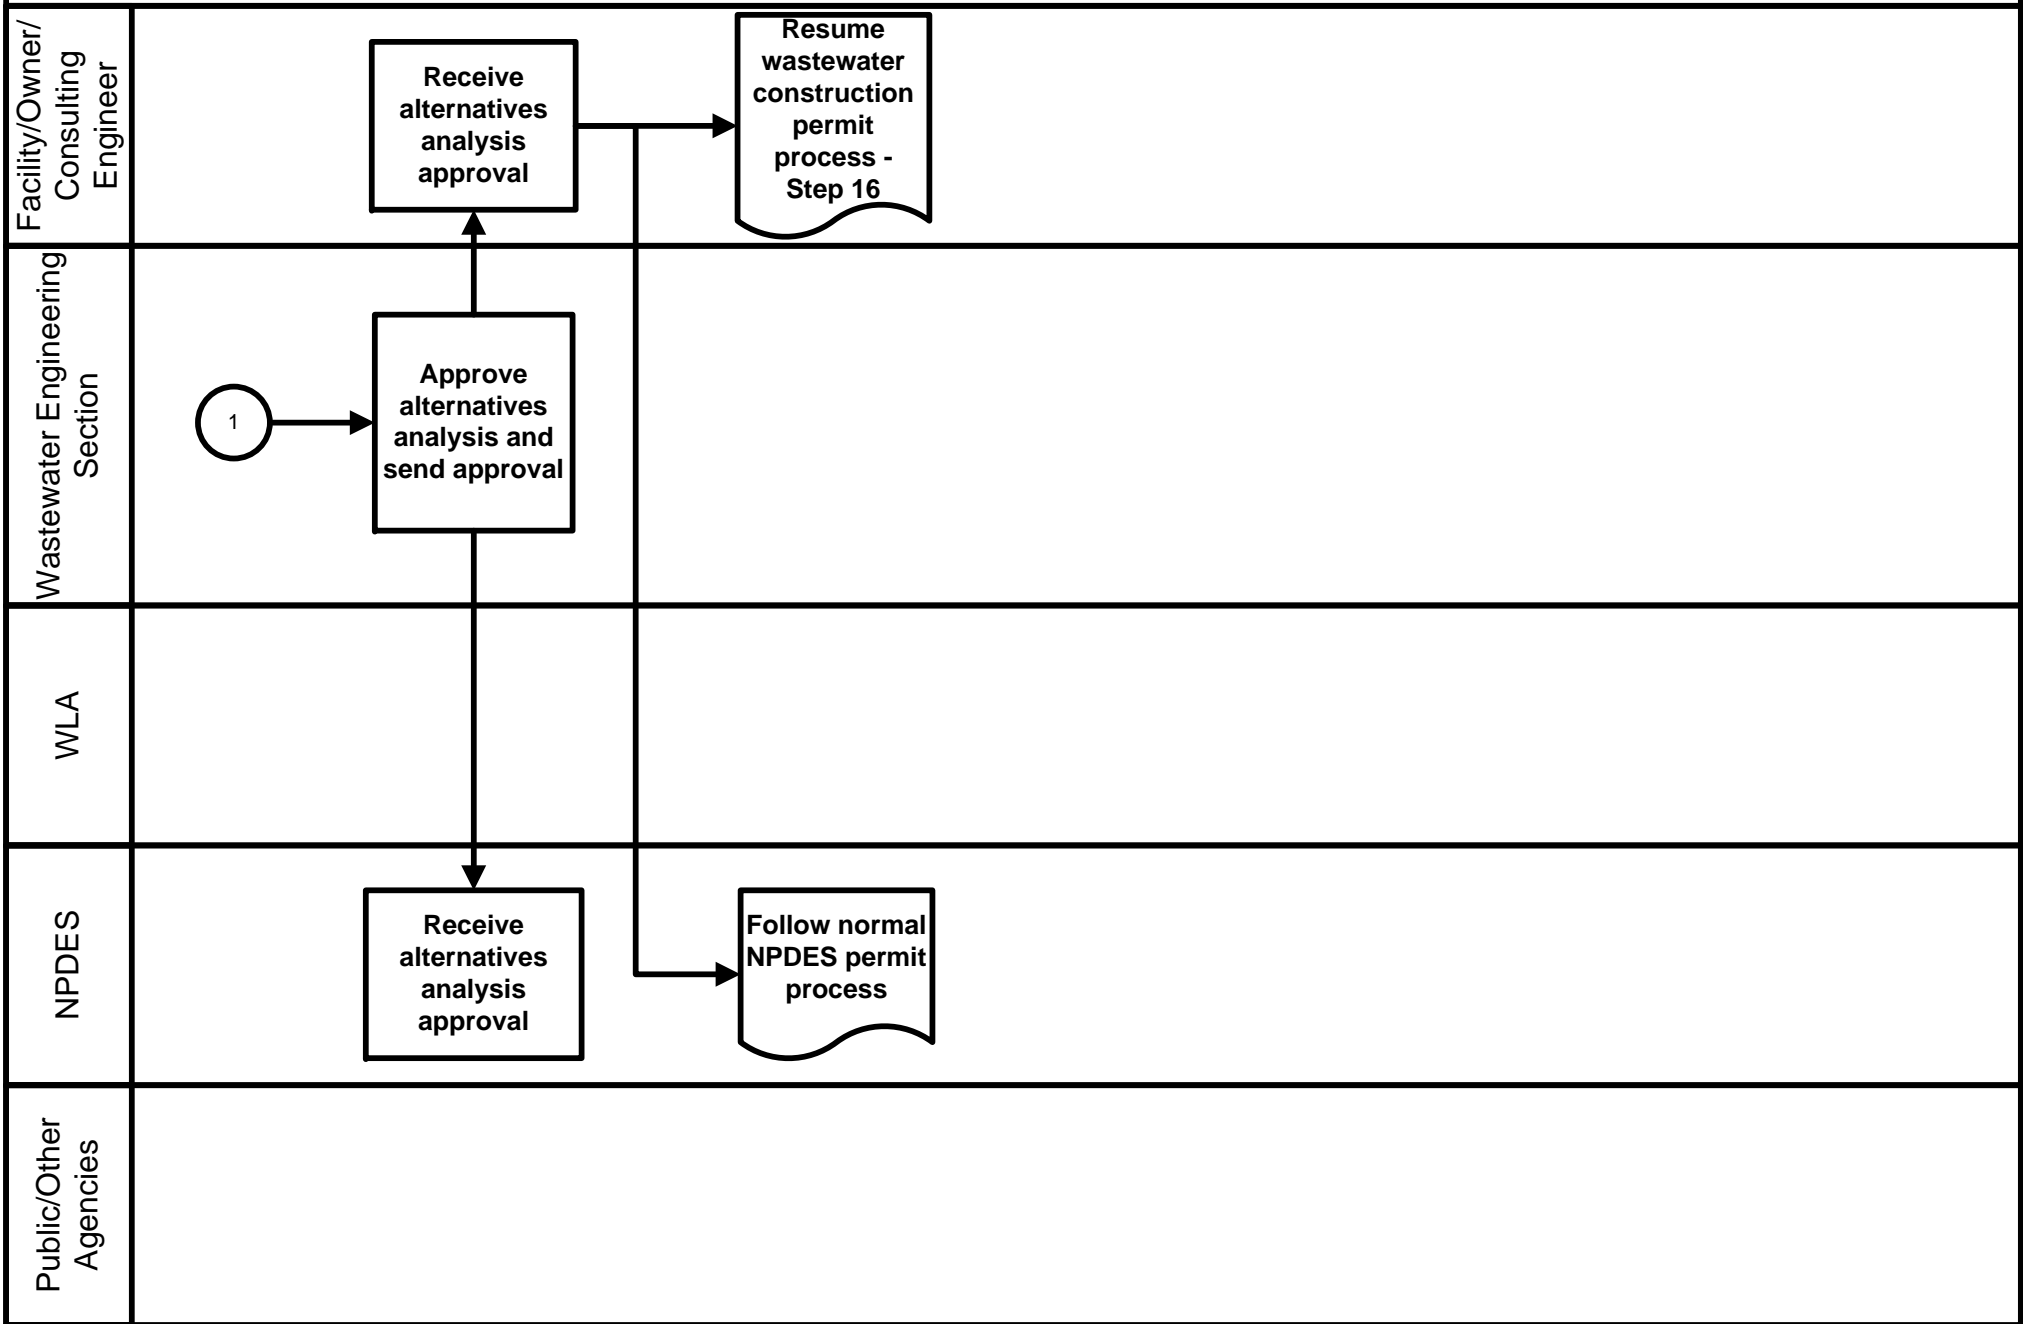 Facility/Owner/
Consulting
Engineer
Receive
alternatives
analysis
approval
Resume
wastewater
construction
permit
process -
Step 16
Wastewater Engineering
Section
1
Approve
alternatives
analysis and
send approval
WLA
NPDES
Receive
alternatives
analysis
approval
Follow normal
NPDES permit
process
Public/Other
Agencies